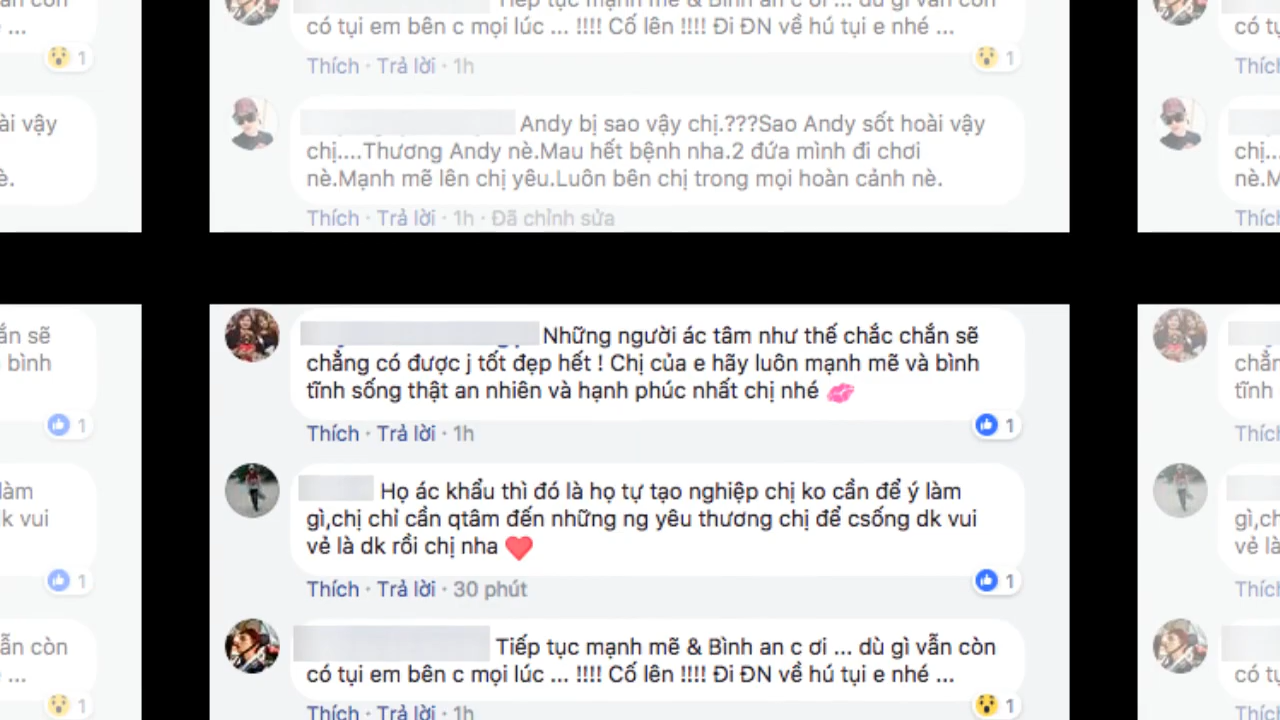 Tiếp tục mạnh mẽ & Bình an c ơi ... dù gì vẫn còn
có tụi em bên c mọi lúc ... !!!! Cố lên !!!! Đi ĐN về hú tụi e nhé ...
1
Thích · Trả lời · 1h
1
Andy bị sao vậy chị.???Sao Andy sốt hoài vậy
chị....Thương Andy nè.Mau hết bệnh nha.2 đứa mình đi chơi
nè.Mạnh mẽ lên chị yêu.Luôn bên chị trong mọi hoàn cảnh nè.
Thích · Trả lời · 1h · Đã chỉnh sửa
Những người ác tâm như thế chắc chắn sẽ
chẳng có được j tốt đẹp hết ! Chị của e hãy luôn mạnh mẽ và bình
tĩnh sống thật an nhiên và hạnh phúc nhất chị nhé 💋
Thích · Trả lời · 1h
1
Họ ác khẩu thì đó là họ tự tạo nghiệp chị ko cần để ý làm
gì,chị chỉ cần qtâm đến những ng yêu thương chị để csống dk vui
vẻ là dk rồi chị nha ❤️
Thích · Trả lời · 30 phút
1
Tiếp tục mạnh mẽ & Bình an c ơi ... dù gì vẫn còn
có tụi em bên c mọi lúc ... !!!! Cố lên !!!! Đi ĐN về hú tụi e nhé ...
Thích · Trả lời · 1h
1